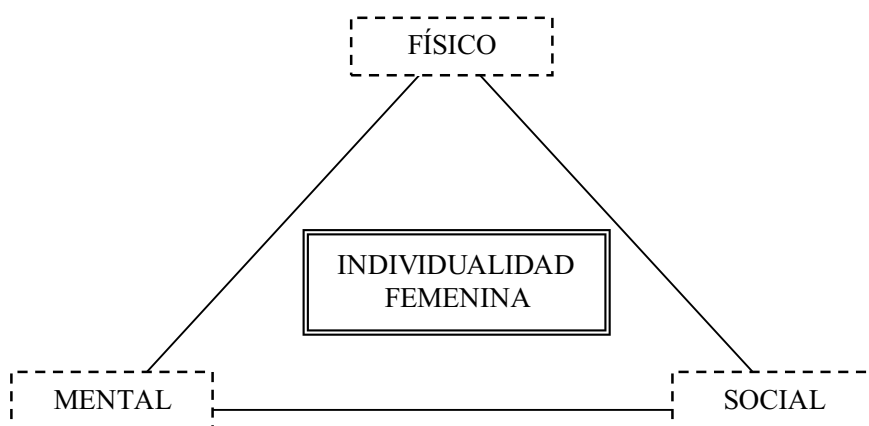 FÍSICO
INDIVIDUALIDAD
FEMENINA
MENTAL
SOCIAL